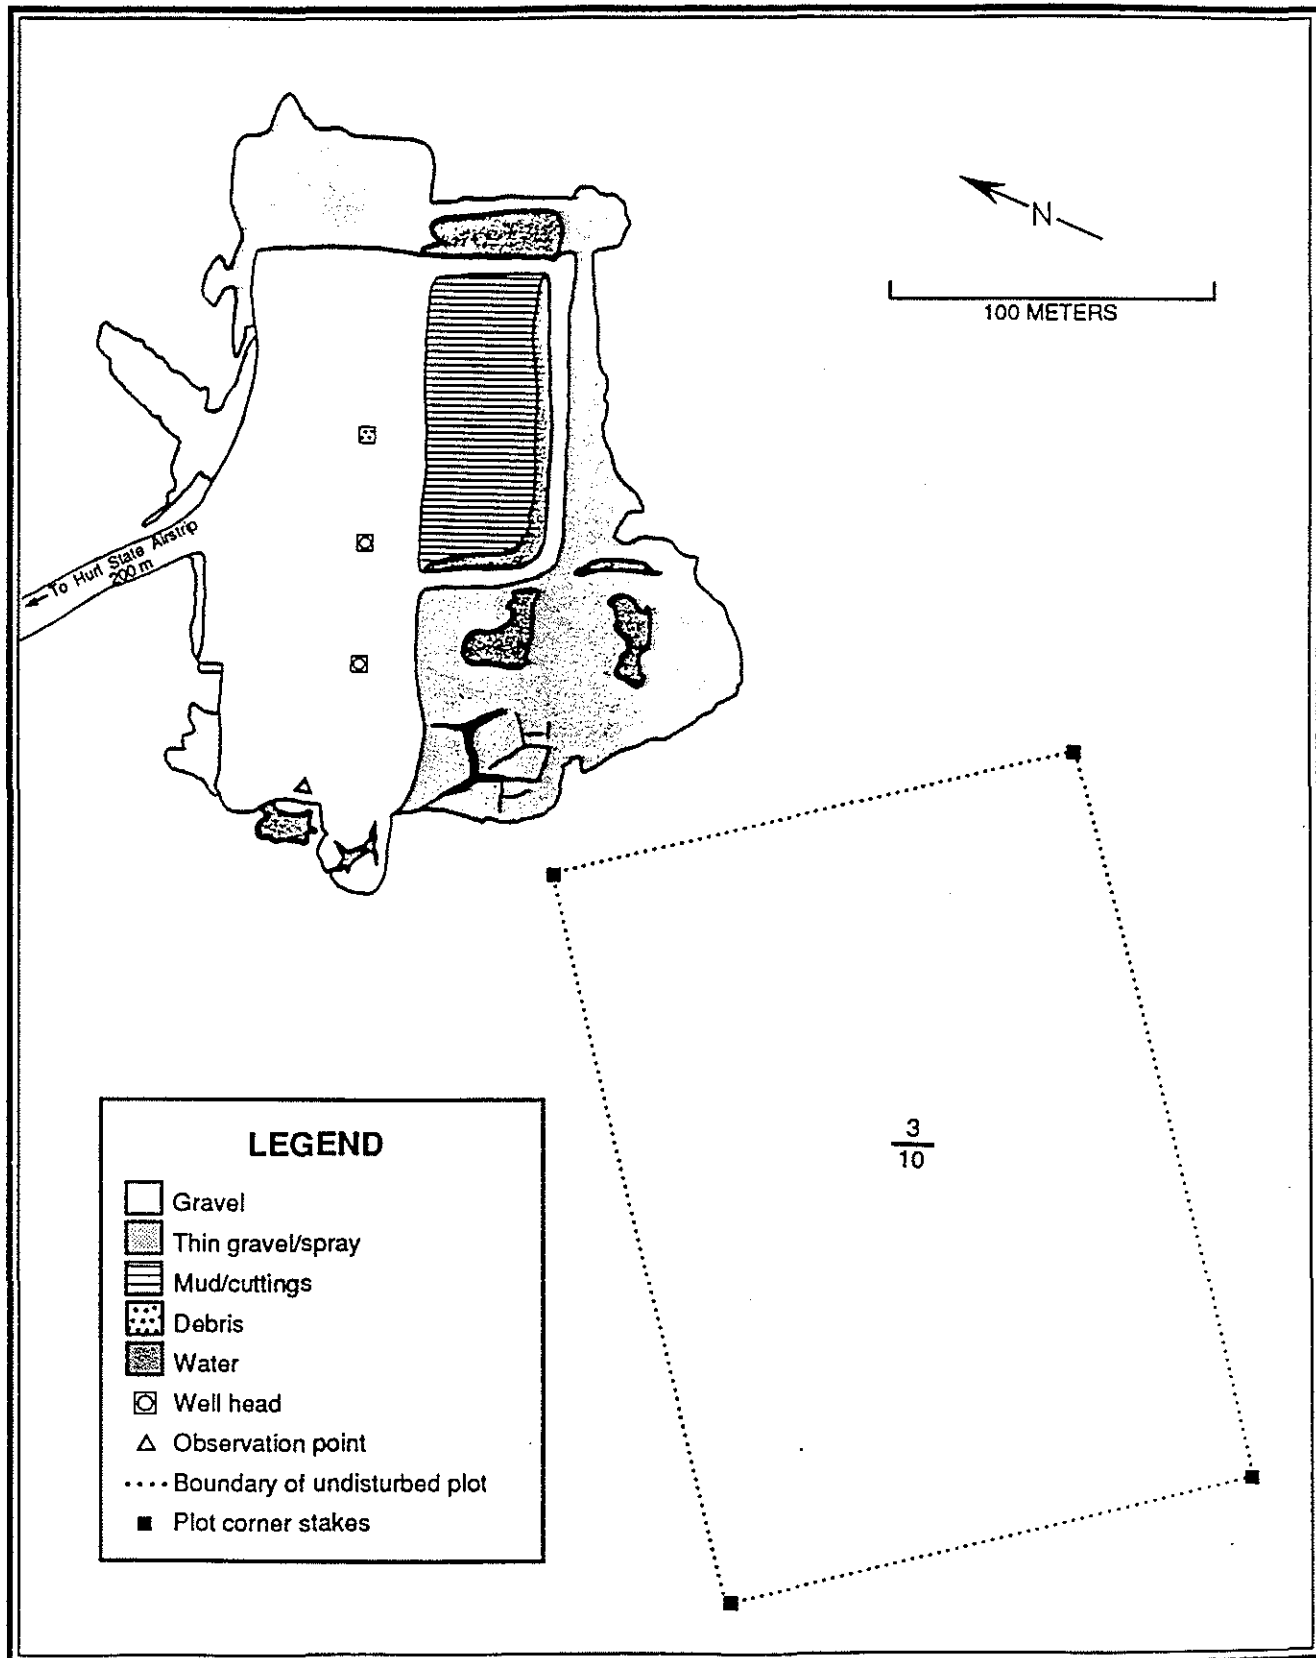 N
100 METERS
To Hurl State Airstrip
200 m
3
10
LEGEND
Gravel
Thin gravel/spray
Mud/cuttings
Debris
Water
Well head
Observation point
Boundary of undisturbed plot
Plot corner stakes